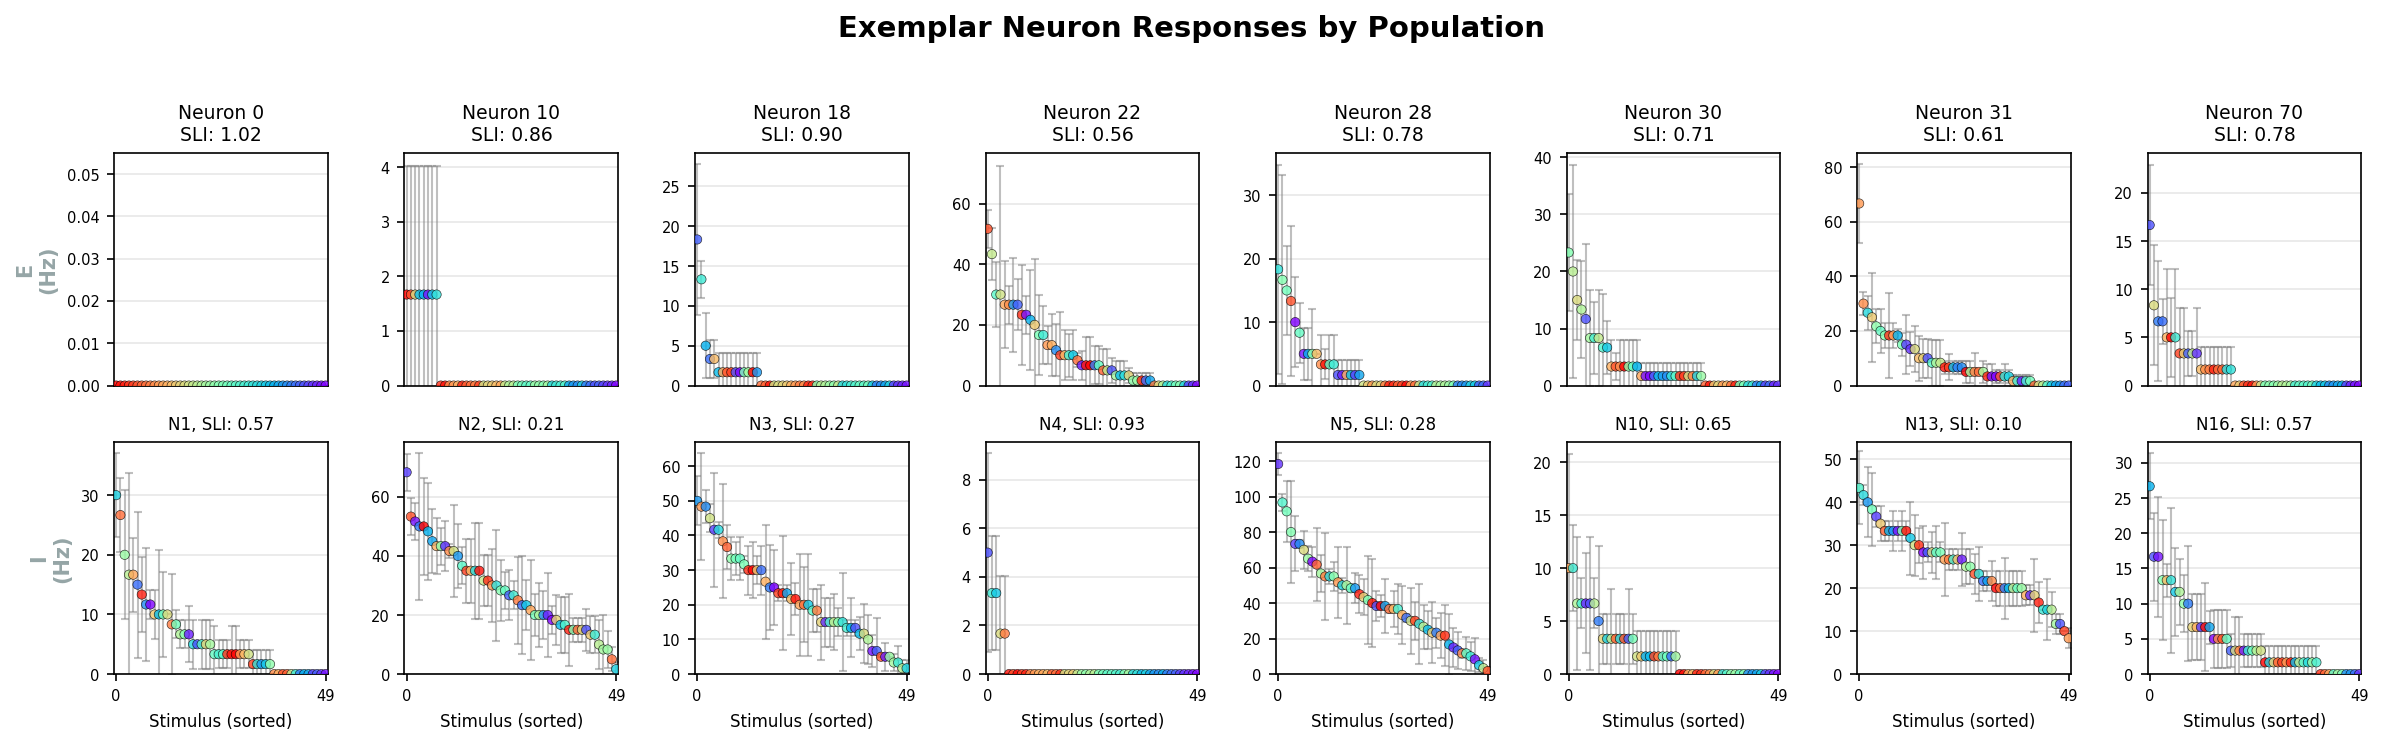 Exemplar Neuron Responses by Population
Neuron 0
SLI: 1.02
Neuron 10
SLI: 0.86
Neuron 18
SLI: 0.90
Neuron 22
SLI: 0.56
Neuron 28
SLI: 0.78
Neuron 30
SLI: 0.71
Neuron 31
SLI: 0.61
Neuron 70
SLI: 0.78
E
(Hz)
0.05
0.04
0.03
0.02
0.01
0.00
4
3
2
1
0
25
20
15
10
5
0
60
40
20
0
30
20
10
0
40
30
20
10
0
80
60
40
20
0
20
15
10
5
0
N1, SLI: 0.57
N2, SLI: 0.21
N3, SLI: 0.27
N4, SLI: 0.93
N5, SLI: 0.28
N10, SLI: 0.65
N13, SLI: 0.10
N16, SLI: 0.57
I
(Hz)
30
20
10
0
60
40
20
0
60
50
40
30
20
10
0
8
6
4
2
0
120
100
80
60
40
20
0
20
15
10
5
0
50
40
30
20
10
30
25
20
15
10
5
0
0 49
0 49
0 49
0 49
0 49
0 49
0 49
0 49
Stimulus (sorted)
Stimulus (sorted)
Stimulus (sorted)
Stimulus (sorted)
Stimulus (sorted)
Stimulus (sorted)
Stimulus (sorted)
Stimulus (sorted)